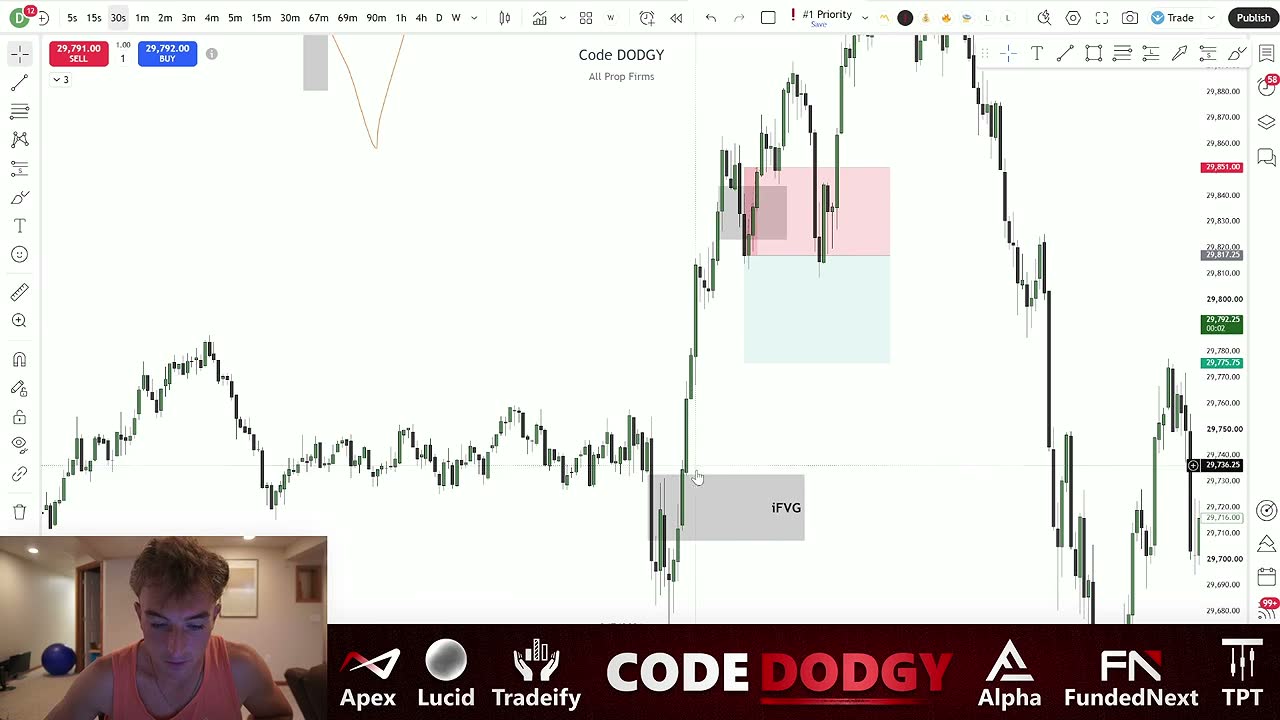 D 12
5s 15s 30s 1m 2m 3m 4m 5m 15m 30m 67m 69m 90m 1h 4h D W
W
#1 Priority
Save
L L
Trade
Publish
29,791.00
SELL
1.00
1
29,792.00
BUY
3
Code DODGY
All Prop Firms
58
29,880.00
29,870.00
29,860.00
29,851.00
29,840.00
29,830.00
29,820.00
29,817.25
29,810.00
29,800.00
29,792.25
00:02
29,780.00
29,775.75
29,770.00
29,760.00
29,750.00
29,740.00
29,736.25
29,730.00
29,720.00
29,716.00
29,710.00
29,700.00
29,690.00
29,680.00
iFVG
99+
Apex
Lucid
Tradeify
CODE DODGY
Alpha
FN
FundedNext
TPT